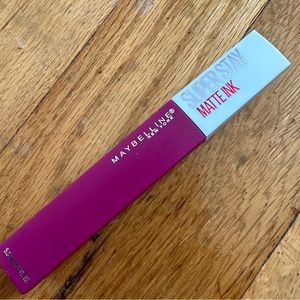 SUPER STAY
MATTE INK
MAYBELLINE®
NEW YORK